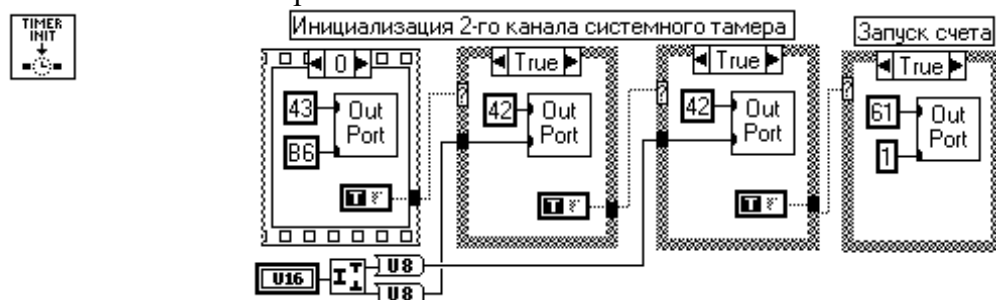 TIMER
INIT
Инициализация 2-го канала системного тамера
Запуск счета
0
True
True
True
43
Out
Port
B6
42
Out
Port
42
Out
Port
61
Out
Port
1
T
T
T
U16
U8
U8